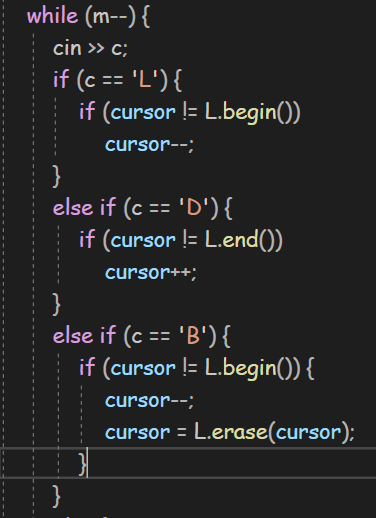 while (m--) {
cin >> c;
if (c == 'L') {
if (cursor != L.begin())
cursor--;
}
else if (c == 'D') {
if (cursor != L.end())
cursor++;
}
else if (c == 'B') {
if (cursor != L.begin()) {
cursor--;
cursor = L.erase(cursor);
}
}